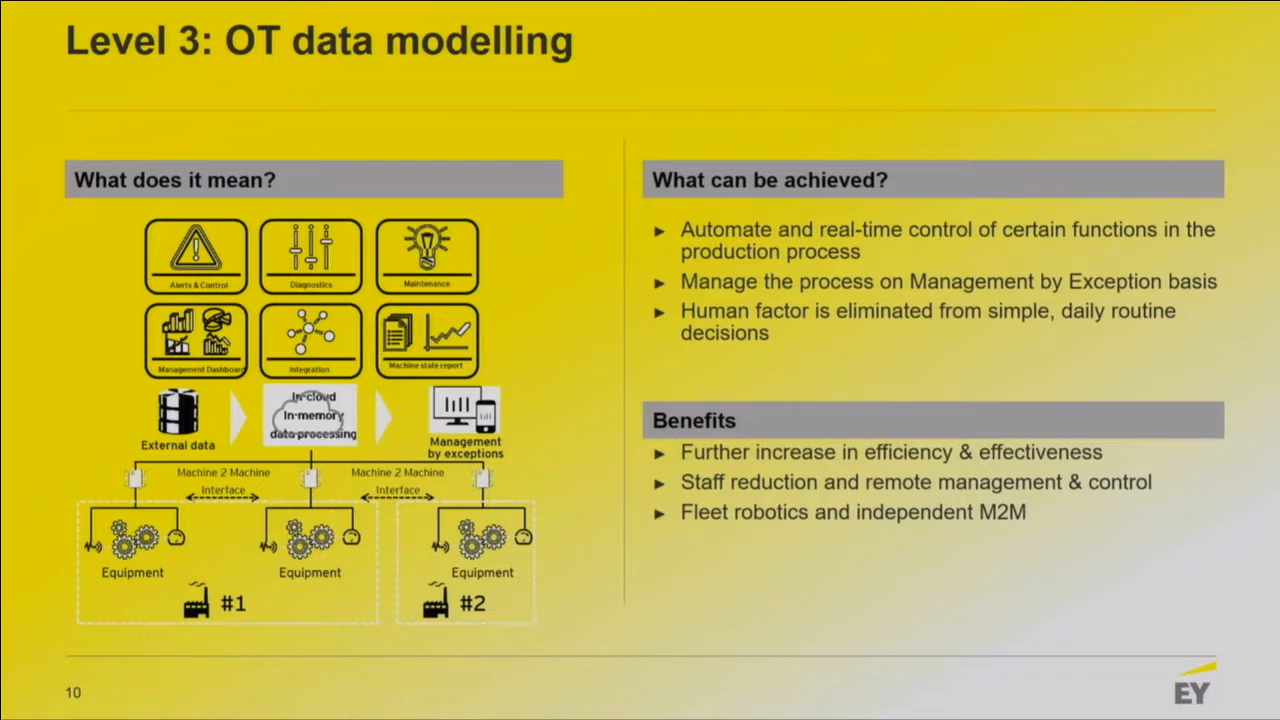 Level 3: OT data modelling
What does it mean?
Alerts & Control
Diagnostics
Maintenance
Management Dashboard
Integration
Machine state report
External data
In-cloud
In-memory
data processing
Management
by exceptions
Machine 2 Machine
Machine 2 Machine
Interface
Interface
Equipment
Equipment
Equipment
#1
#2
What can be achieved?
► Automate and real-time control of certain functions in the
production process
► Manage the process on Management by Exception basis
► Human factor is eliminated from simple, daily routine
decisions
Benefits
► Further increase in efficiency & effectiveness
► Staff reduction and remote management & control
► Fleet robotics and independent M2M
10
EY